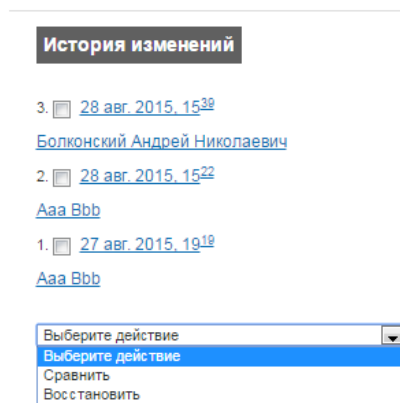 История изменений
3. 28 авг. 2015, 15³⁹
Болконский Андрей Николаевич
2. 28 авг. 2015, 15²²
Aaa Bbb
1. 27 авг. 2015, 19¹⁹
Aaa Bbb
Выберите действие
Выберите действие
Сравнить
Восстановить